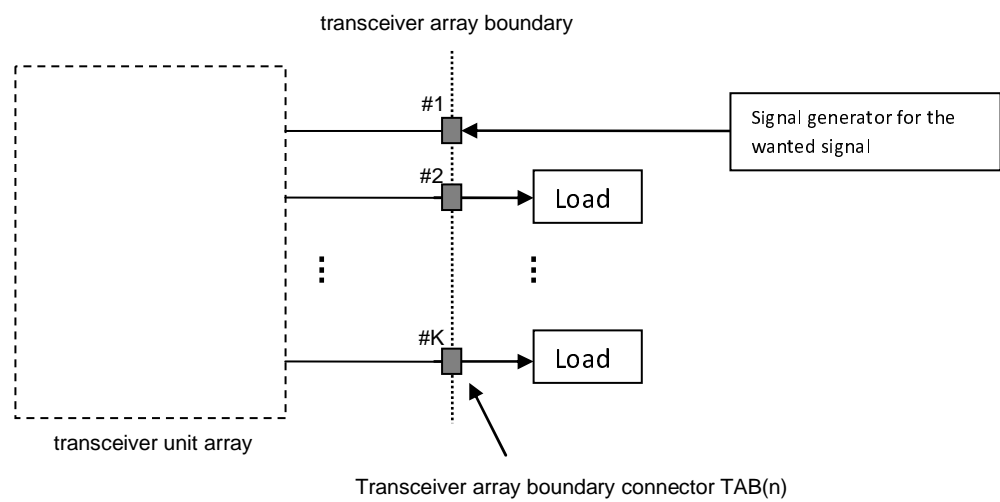 transceiver array boundary
#1
Signal generator for the
wanted signal
#2
Load
#K
Load
transceiver unit array
Transceiver array boundary connector TAB(n)